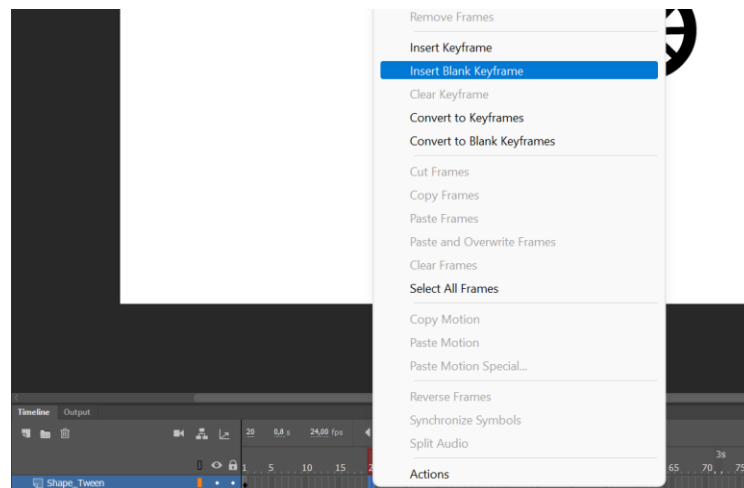 Remove Frames
Insert Keyframe
Insert Blank Keyframe
Clear Keyframe
Convert to Keyframes
Convert to Blank Keyframes
Cut Frames
Copy Frames
Paste Frames
Paste and Overwrite Frames
Clear Frames
Select All Frames
Copy Motion
Paste Motion
Paste Motion Special...
Reverse Frames
Synchronize Symbols
Split Audio
Actions
Timeline Output
20 0,8 s 24,00 fps
3s
1 5 10 15 65 70 75
Shape_Tween